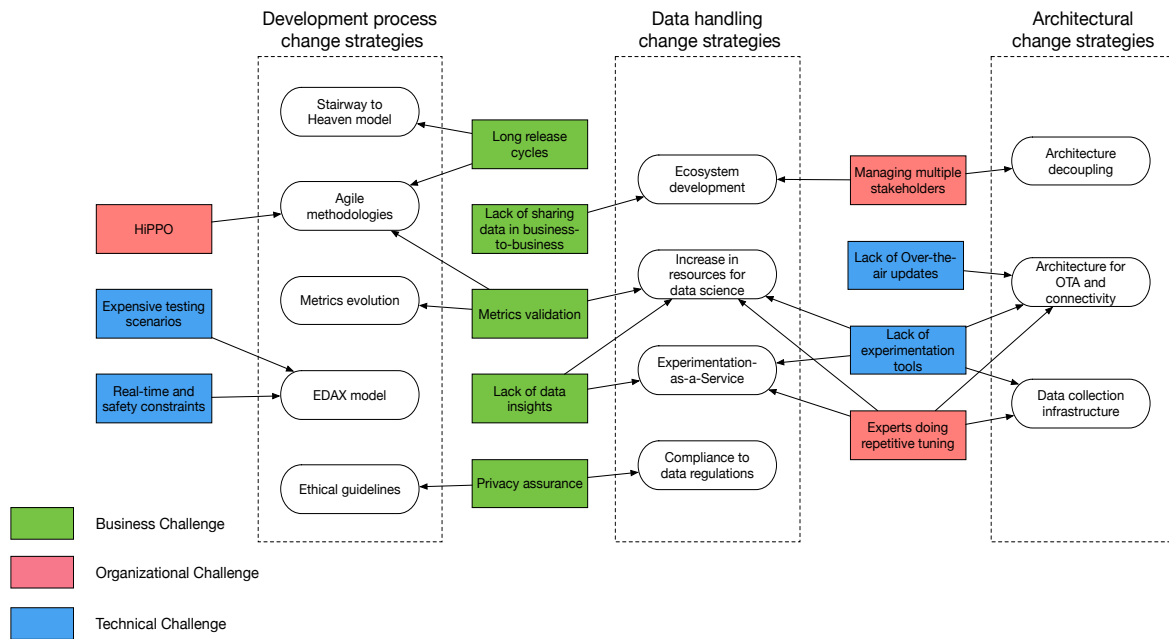 Development process
change strategies
Data handling
change strategies
Architectural
change strategies
Stairway to
Heaven model
Long release
cycles
Ecosystem
development
Managing multiple
stakeholders
Architecture
decoupling
HiPPO
Agile
methodologies
Lack of sharing
data in business-
to-business
Increase in
resources for
data science
Lack of Over-the-
air updates
Architecture for
OTA and
connectivity
Expensive testing
scenarios
Metrics evolution
Metrics validation
Lack of
experimentation
tools
Real-time and
safety constraints
EDAX model
Lack of data
insights
Experimentation-
as-a-Service
Experts doing
repetitive tuning
Data collection
infrastructure
Ethical guidelines
Privacy assurance
Compliance to
data regulations
Business Challenge
Organizational Challenge
Technical Challenge